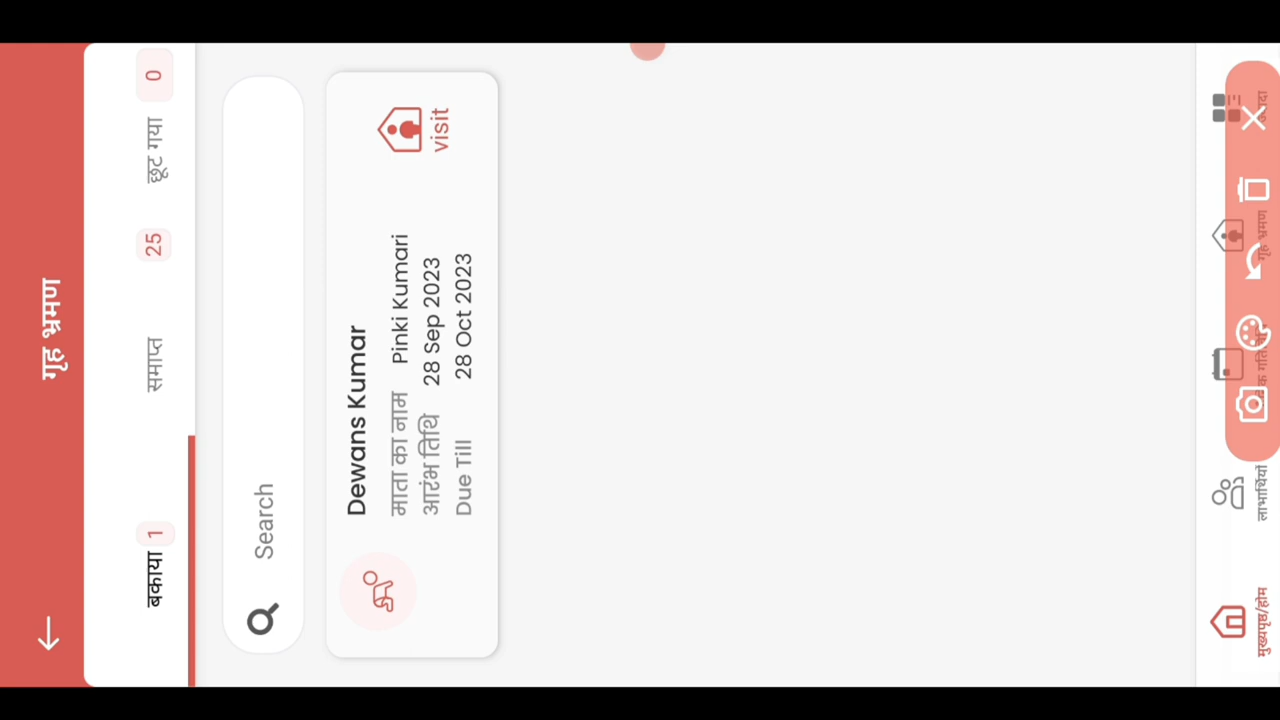 गृह भ्रमण
बकाया 1
समाप्त 25
छूट गया 0
Search
Dewans Kumar
माता का नाम Pinki Kumari
आरंभ तिथि 28 Sep 2023
Due Till 28 Oct 2023
visit
मुख्यपृष्ठ/होम
लाभार्थियों
गृह भ्रमण